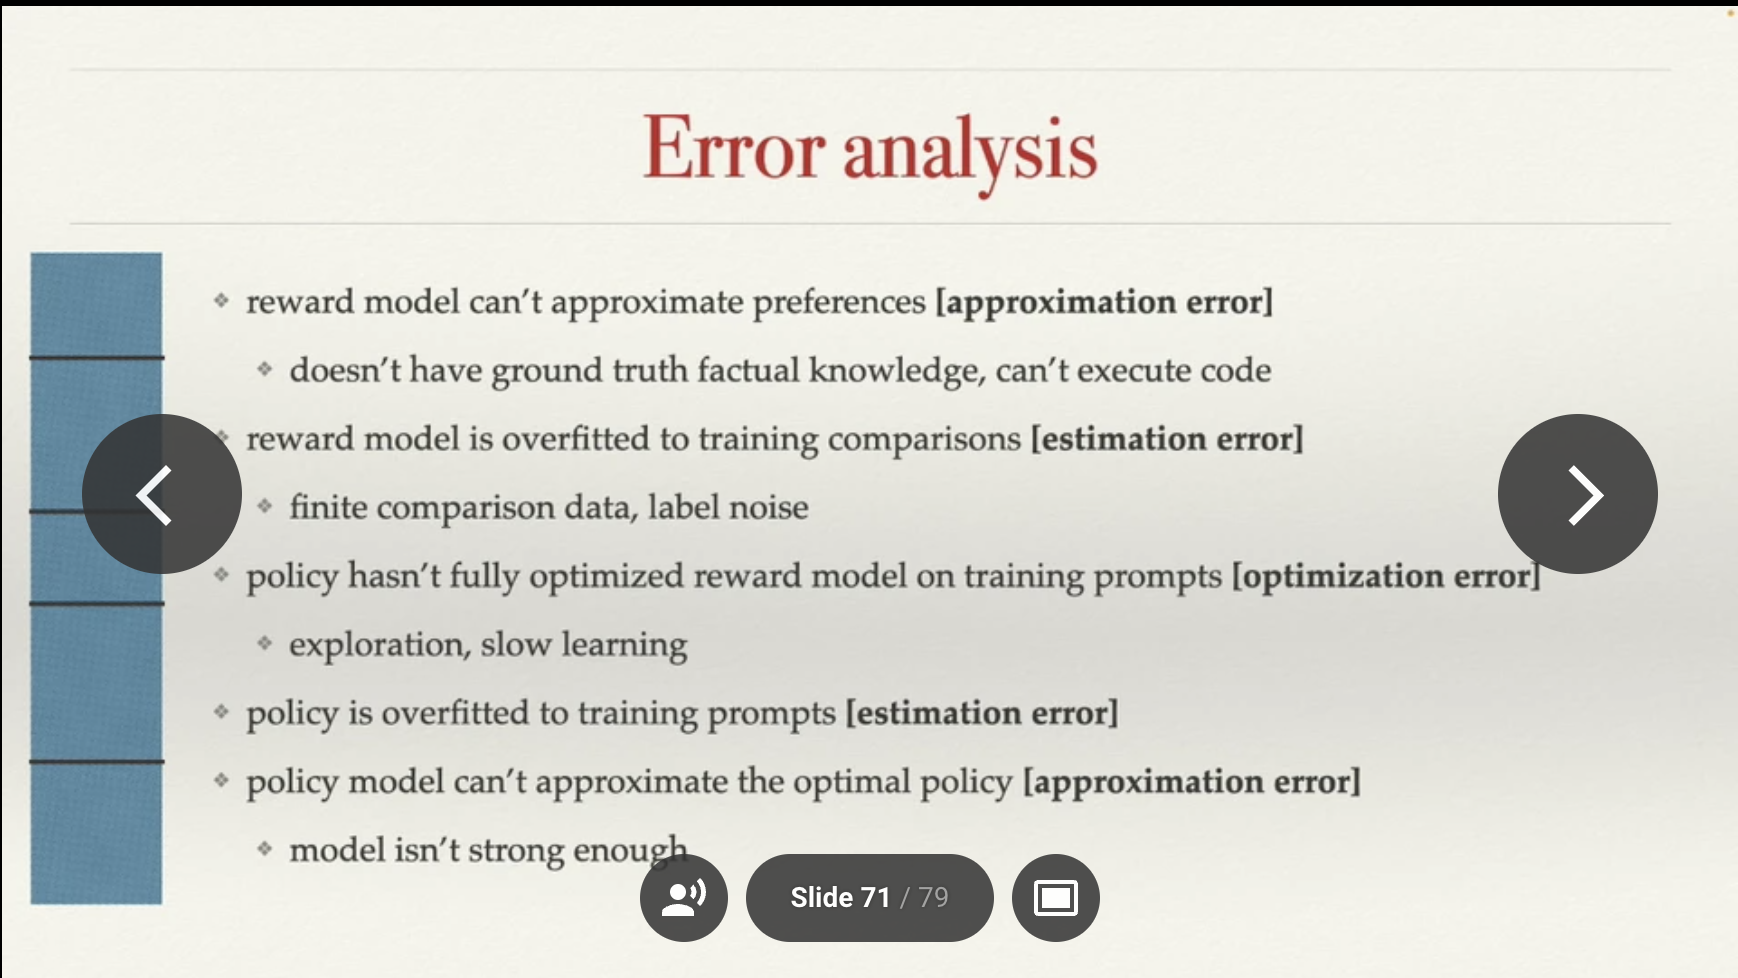 Error analysis
reward model can't approximate preferences [approximation error]
doesn't have ground truth factual knowledge, can't execute code
reward model is overfitted to training comparisons [estimation error]
finite comparison data, label noise
policy hasn't fully optimized reward model on training prompts [optimization error]
exploration, slow learning
policy is overfitted to training prompts [estimation error]
policy model can't approximate the optimal policy [approximation error]
model isn't strong enough
Slide 71 / 79